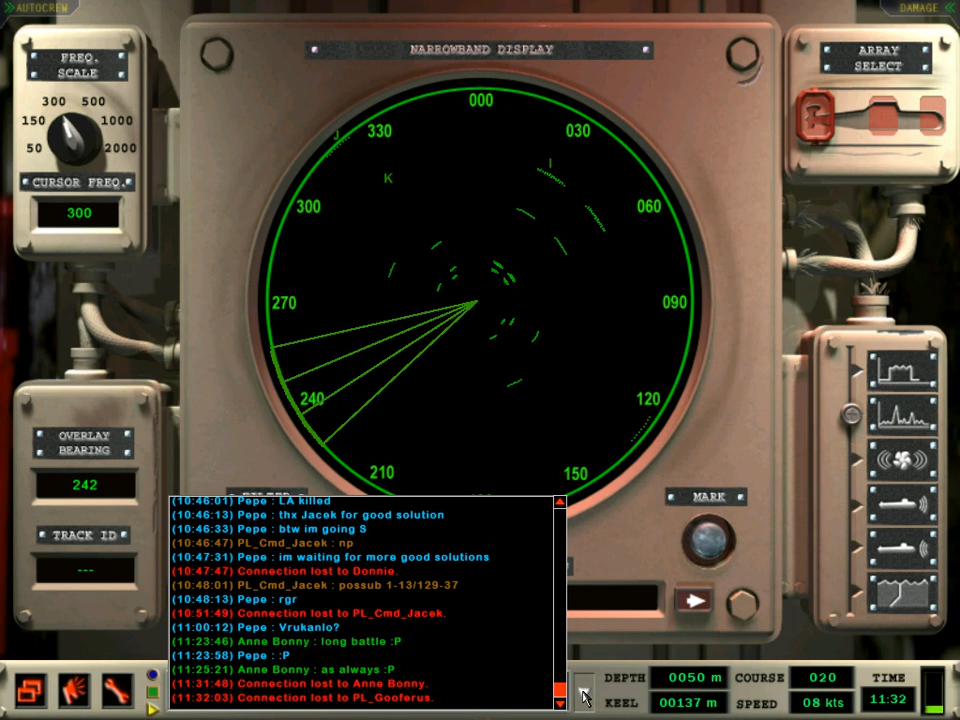 AUTOCREW
DAMAGE
FREQ.
SCALE
300 500
150 1000
50 2000
CURSOR FREQ.
300
NARROWBAND DISPLAY
000
330 030
J
I
K
300 060
270 090
240 120
210 150
ARRAY
SELECT
OVERLAY
BEARING
242
TRACK ID
---
MARK
(10:46:01) Pepe : LA killed
(10:46:13) Pepe : thx Jacek for good solution
(10:46:33) Pepe : btw im going S
(10:46:47) PL_Cmd_Jacek : np
(10:47:31) Pepe : im waiting for more good solutions
(10:47:47) Connection lost to Donnie.
(10:48:01) PL_Cmd_Jacek : possub 1-13/129-37
(10:48:13) Pepe : rgr
(10:51:49) Connection lost to PL_Cmd_Jacek.
(11:00:12) Pepe : Vrukanlo?
(11:23:46) Anne Bonny : long battle :P
(11:23:58) Pepe : :P
(11:25:21) Anne Bonny : as always :P
(11:31:48) Connection lost to Anne Bonny.
(11:32:03) Connection lost to PL_Gooferus.
DEPTH 0050 m COURSE 020 TIME
KEEL 00137 m SPEED 08 kts 11:32